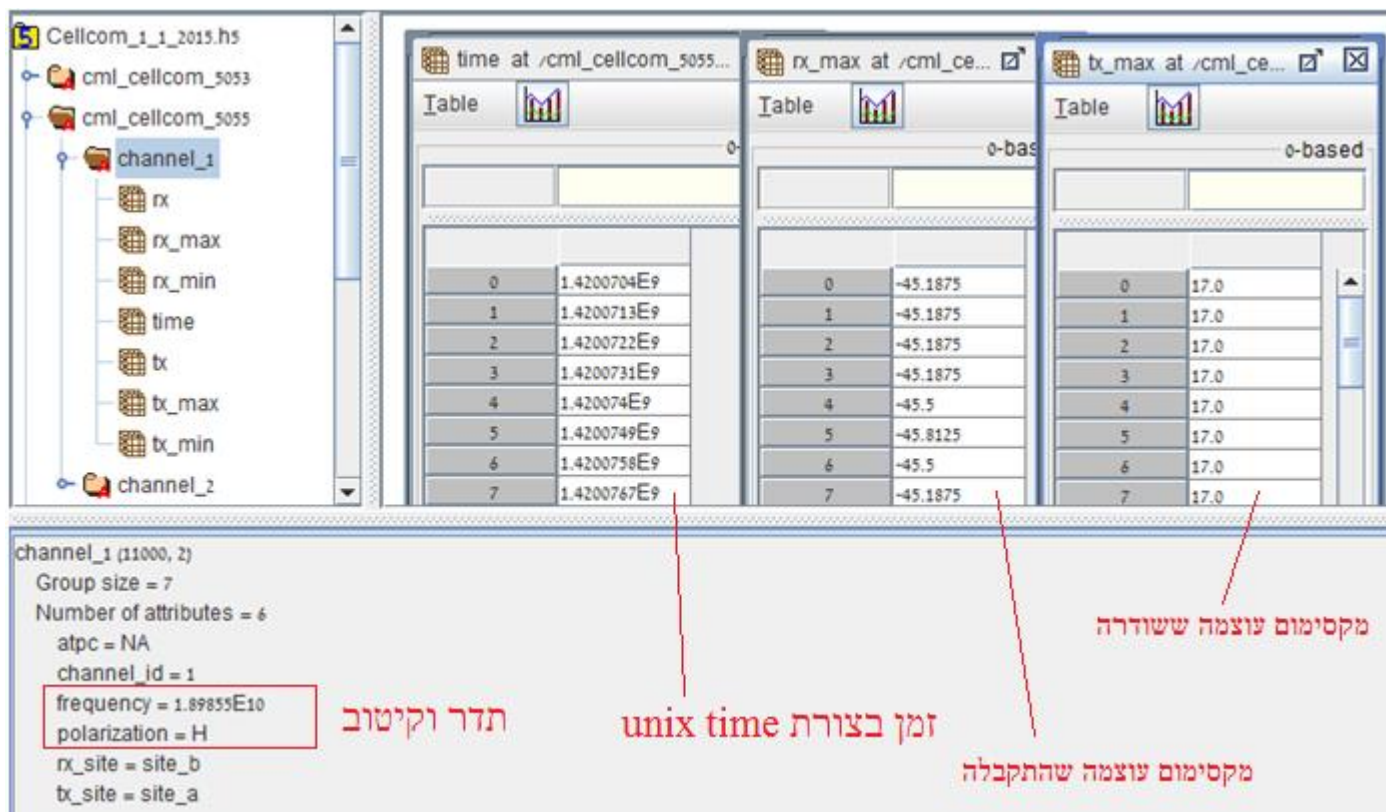 Cellcom_1_1_2015.h5
cml_cellcom_5053
cml_cellcom_5055
channel_1
rx
rx_max
rx_min
time
tx
tx_max
tx_min
channel_2
time at /cml_cellcom_5055...
Table
0-
0 1.4200704E9
1 1.4200713E9
2 1.4200722E9
3 1.4200731E9
4 1.420074E9
5 1.4200749E9
6 1.4200758E9
7 1.4200767E9
rx_max at /cml_ce...
Table
0-bas
0 -45.1875
1 -45.1875
2 -45.1875
3 -45.1875
4 -45.5
5 -45.8125
6 -45.5
7 -45.1875
tx_max at /cml_ce...
Table
0-based
0 17.0
1 17.0
2 17.0
3 17.0
4 17.0
5 17.0
6 17.0
7 17.0
channel_1 (11000, 2)
Group size = 7
Number of attributes = 6
atpc = NA
channel_id = 1
frequency = 1.89855E10
polarization = H
rx_site = site_b
tx_site = site_a
תדר וקיטוב
זמן בצורת unix time
מקסימום עוצמה שהתקבלה
מקסימום עוצמה ששודרה